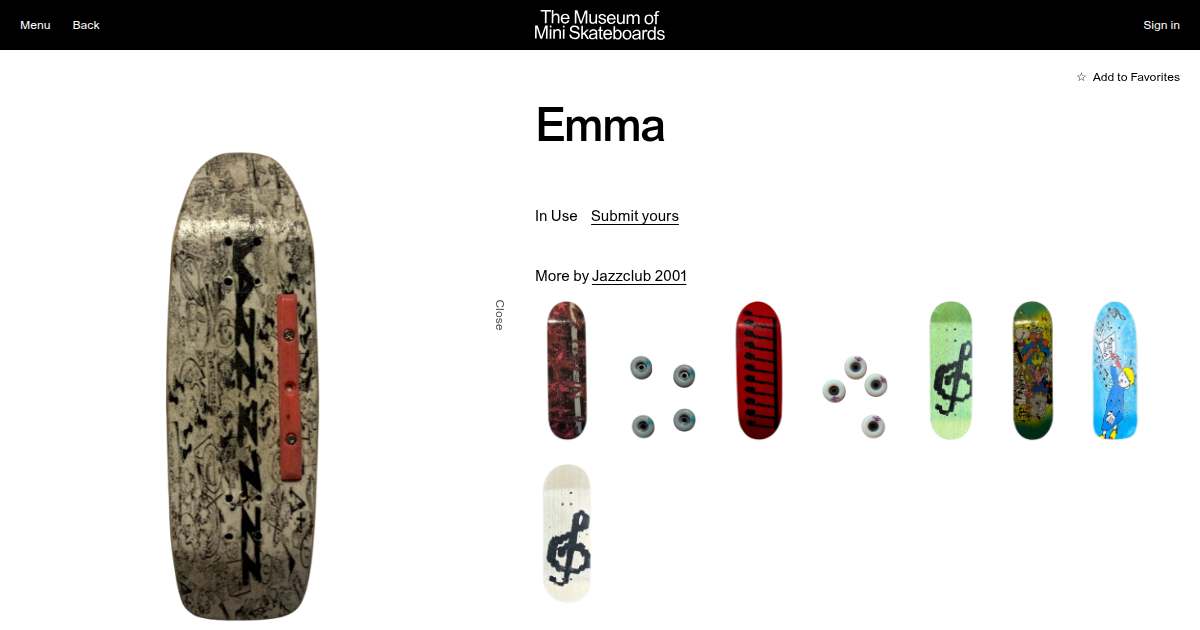 Menu Back
The Museum of
Mini Skateboards
Sign in
☆ Add to Favorites
Emma
In Use Submit yours
More by Jazzclub 2001
Close